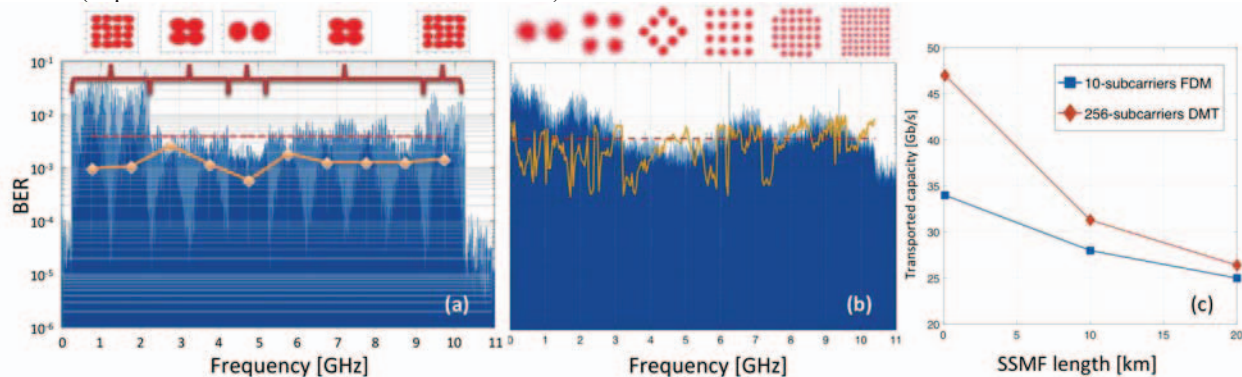 10⁻¹
10⁻²
10⁻³
10⁻⁴
10⁻⁵
10⁻⁶
BER
0 1 2 3 4 5 6 7 8 9 10 11
Frequency [GHz]
(a)
0 1 2 3 4 5 6 7 8 9 10 11
Frequency [GHz]
(b)
50
45
40
35
30
25
20
Transported capacity [Gb/s]
10-subcarriers FDM
256-subcarriers DMT
(c)
0 5 10 15 20
SSMF length [km]